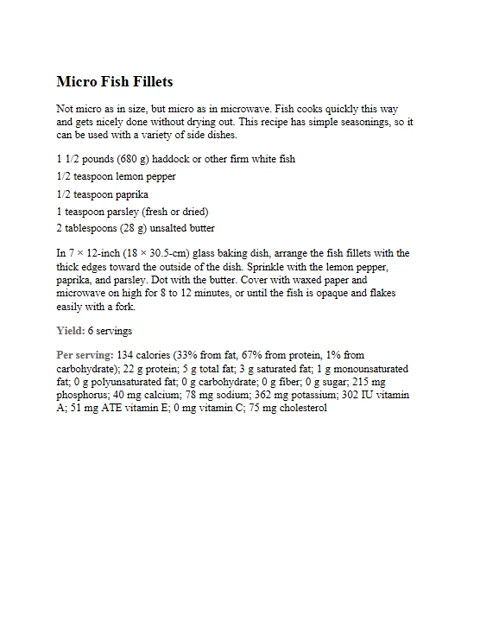 Micro Fish Fillets
Not micro as in size, but micro as in microwave. Fish cooks quickly this way
and gets nicely done without drying out. This recipe has simple seasonings, so it
can be used with a variety of side dishes.
1 1/2 pounds (680 g) haddock or other firm white fish
1/2 teaspoon lemon pepper
1/2 teaspoon paprika
1 teaspoon parsley (fresh or dried)
2 tablespoons (28 g) unsalted butter
In 7 × 12-inch (18 × 30.5-cm) glass baking dish, arrange the fish fillets with the
thick edges toward the outside of the dish. Sprinkle with the lemon pepper,
paprika, and parsley. Dot with the butter. Cover with waxed paper and
microwave on high for 8 to 12 minutes, or until the fish is opaque and flakes
easily with a fork.
Yield: 6 servings
Per serving: 134 calories (33% from fat, 67% from protein, 1% from
carbohydrate); 22 g protein; 5 g total fat; 3 g saturated fat; 1 g monounsaturated
fat; 0 g polyunsaturated fat; 0 g carbohydrate; 0 g fiber; 0 g sugar; 215 mg
phosphorus; 40 mg calcium; 78 mg sodium; 362 mg potassium; 302 IU vitamin
A; 51 mg ATE vitamin E; 0 mg vitamin C; 75 mg cholesterol